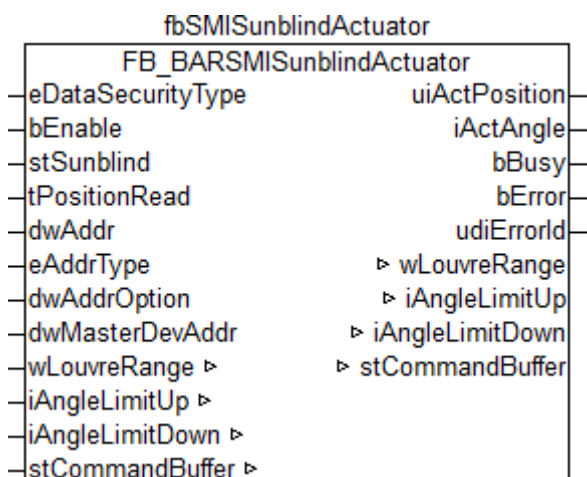 fbSMISunblindActuator
FB_BARSMISunblindActuator
eDataSecurityType uiActPosition
bEnable iActAngle
stSunblind bBusy
tPositionRead bError
dwAddr udiErrorId
eAddrType ▹ wLouvreRange
dwAddrOption ▹ iAngleLimitUp
dwMasterDevAddr ▹ iAngleLimitDown
wLouvreRange ▹ ▹ stCommandBuffer
iAngleLimitUp ▹
iAngleLimitDown ▹
stCommandBuffer ▹